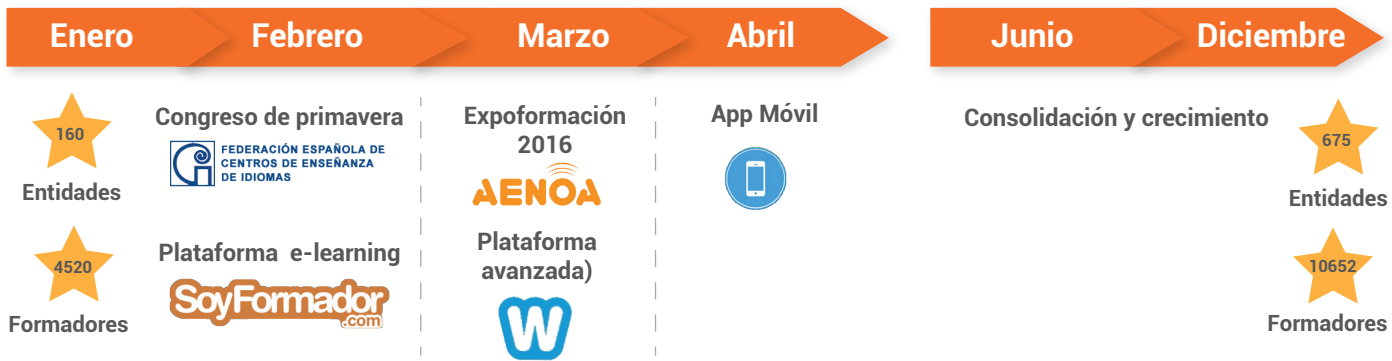 Enero
Febrero
Marzo
Abril
Junio
Diciembre
160
Entidades
4520
Formadores
Congreso de primavera
FEDERACIÓN ESPAÑOLA DE
CENTROS DE ENSEÑANZA
DE IDIOMAS
Plataforma e-learning
SoyFormador
.com
Expoformación
2016
AENOA
Plataforma
avanzada)
W
App Móvil
Consolidación y crecimiento
675
Entidades
10652
Formadores